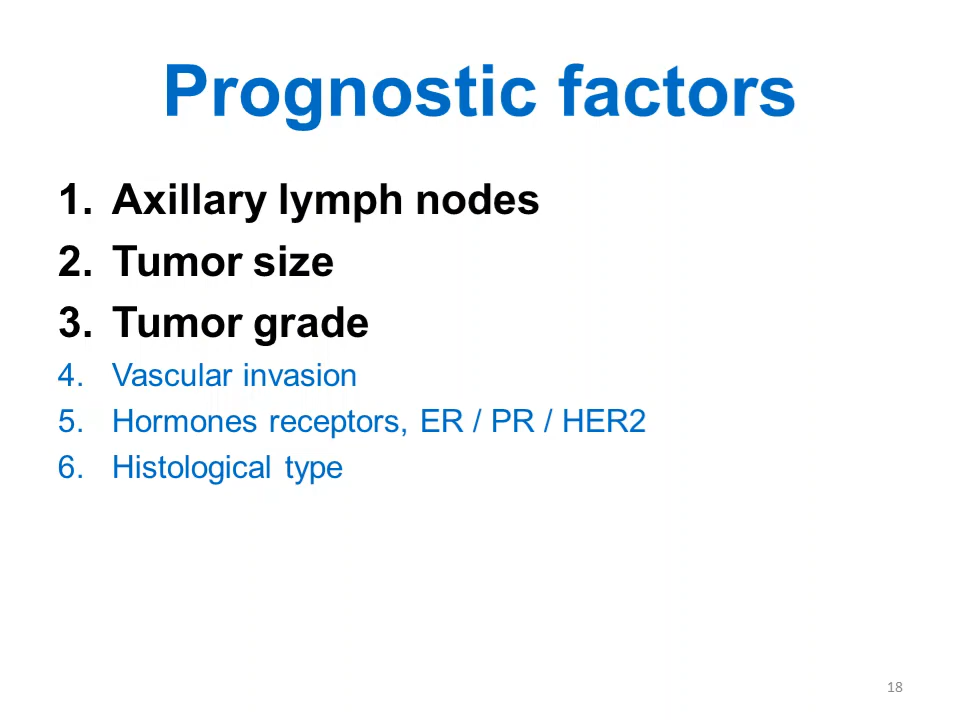 Prognostic factors
1. Axillary lymph nodes
2. Tumor size
3. Tumor grade
4. Vascular invasion
5. Hormones receptors, ER / PR / HER2
6. Histological type
18